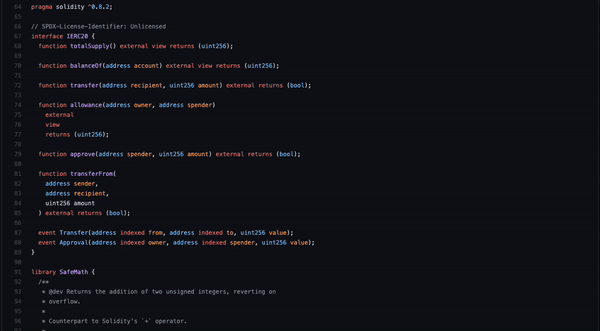 64 pragma solidity ^0.8.2;
65
66 // SPDX-License-Identifier: Unlicensed
67 interface IERC20 {
68 function totalSupply() external view returns (uint256);
69
70 function balanceOf(address account) external view returns (uint256);
71
72 function transfer(address recipient, uint256 amount) external returns (bool);
73
74 function allowance(address owner, address spender)
75 external
76 view
77 returns (uint256);
78
79 function approve(address spender, uint256 amount) external returns (bool);
80
81 function transferFrom(
82 address sender,
83 address recipient,
84 uint256 amount
85 ) external returns (bool);
86
87 event Transfer(address indexed from, address indexed to, uint256 value);
88 event Approval(address indexed owner, address indexed spender, uint256 value);
89 }
90
91 library SafeMath {
92 /**
93 * @dev Returns the addition of two unsigned integers, reverting on
94 * overflow.
95 *
96 * Counterpart to Solidity's `+` operator.